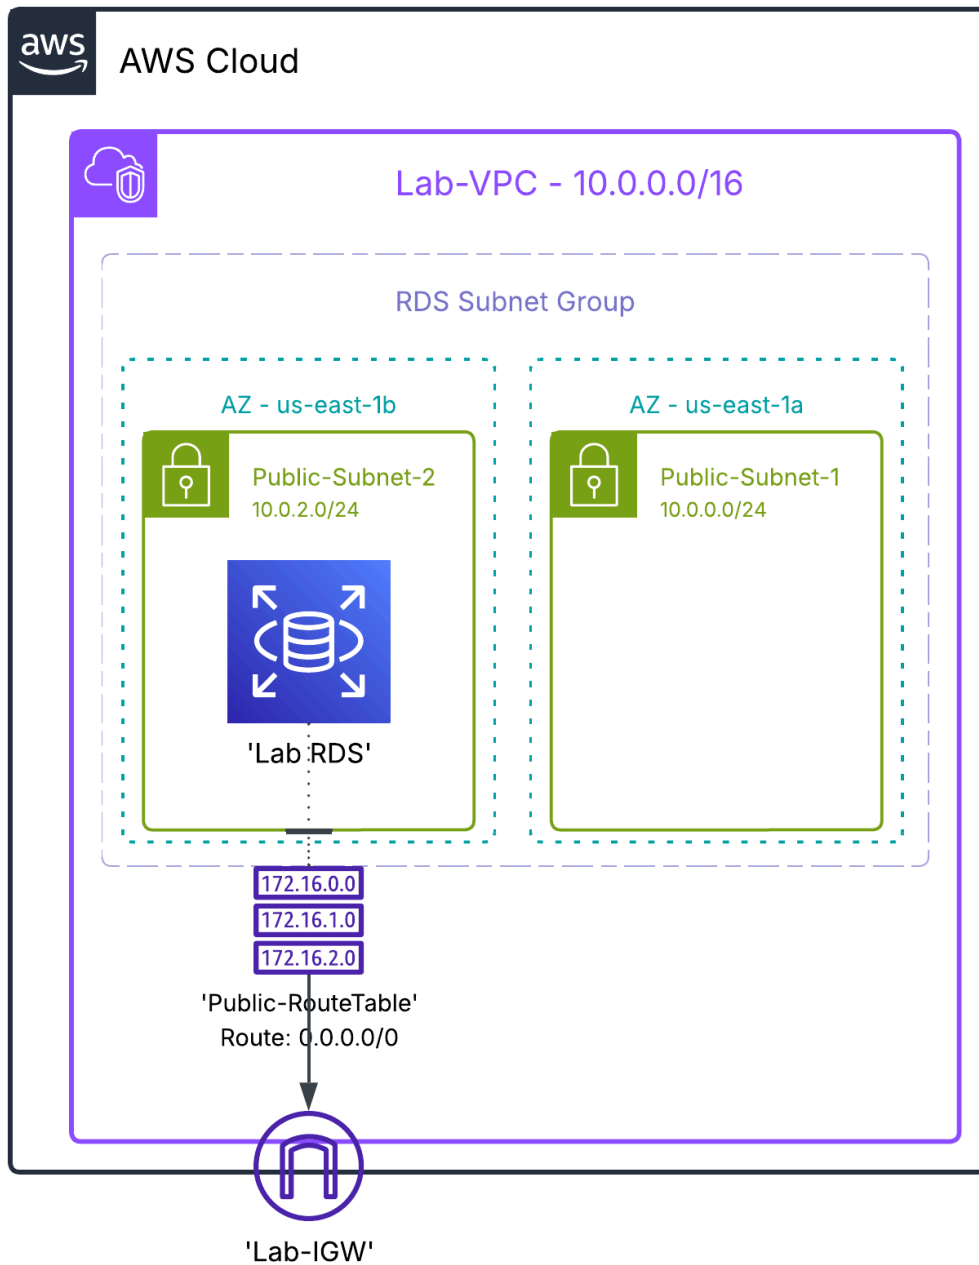 aws
AWS Cloud
Lab-VPC - 10.0.0.0/16
RDS Subnet Group
AZ - us-east-1b
Public-Subnet-2
10.0.2.0/24
'Lab RDS'
AZ - us-east-1a
Public-Subnet-1
10.0.0.0/24
172.16.0.0
172.16.1.0
172.16.2.0
'Public-RouteTable'
Route: 0.0.0.0/0
'Lab-IGW'